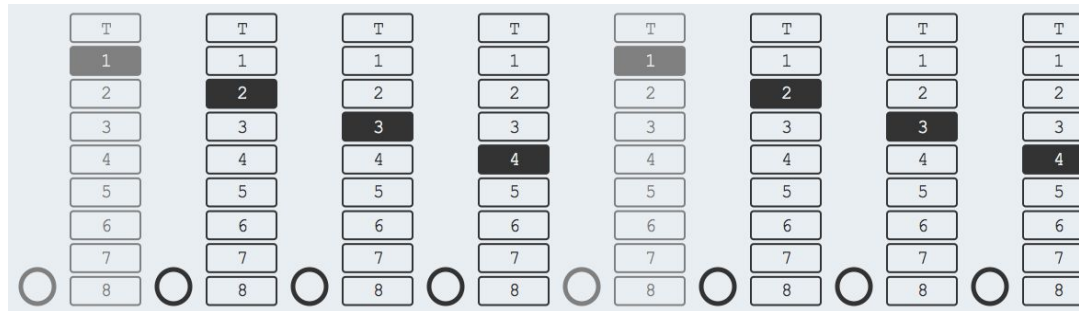 T T T T T T T T
1 1 1 1 1 1 1 1
2 2 2 2 2 2 2 2
3 3 3 3 3 3 3 3
4 4 4 4 4 4 4 4
5 5 5 5 5 5 5 5
6 6 6 6 6 6 6 6
7 7 7 7 7 7 7 7
8 8 8 8 8 8 8 8